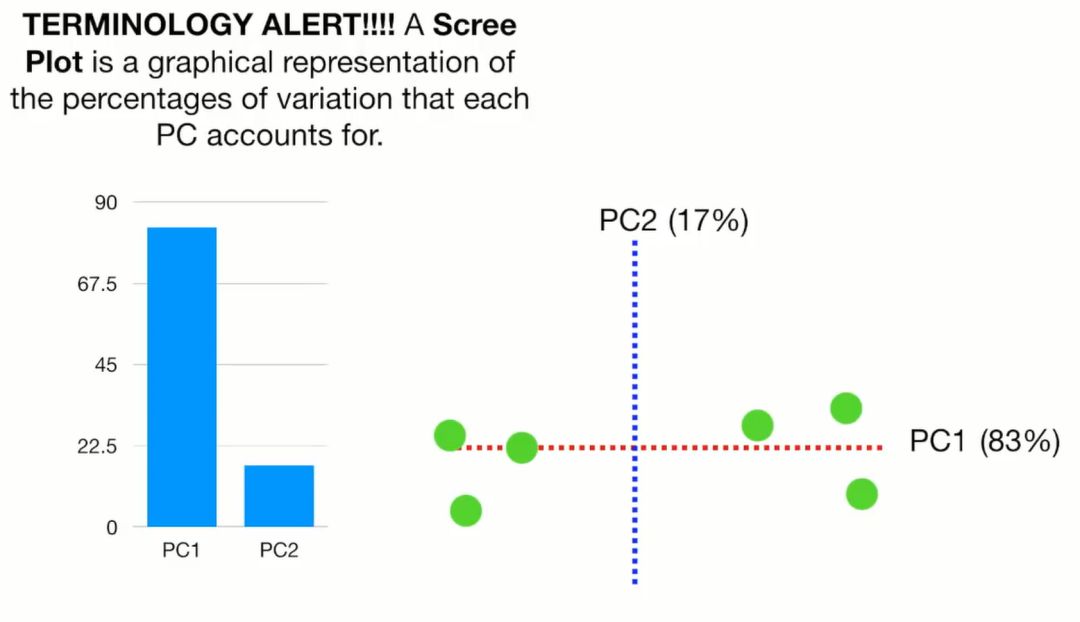 TERMINOLOGY ALERT!!!! A Scree
Plot is a graphical representation of
the percentages of variation that each
PC accounts for.
90
67.5
45
22.5
0
PC1
PC2
PC2 (17%)
PC1 (83%)